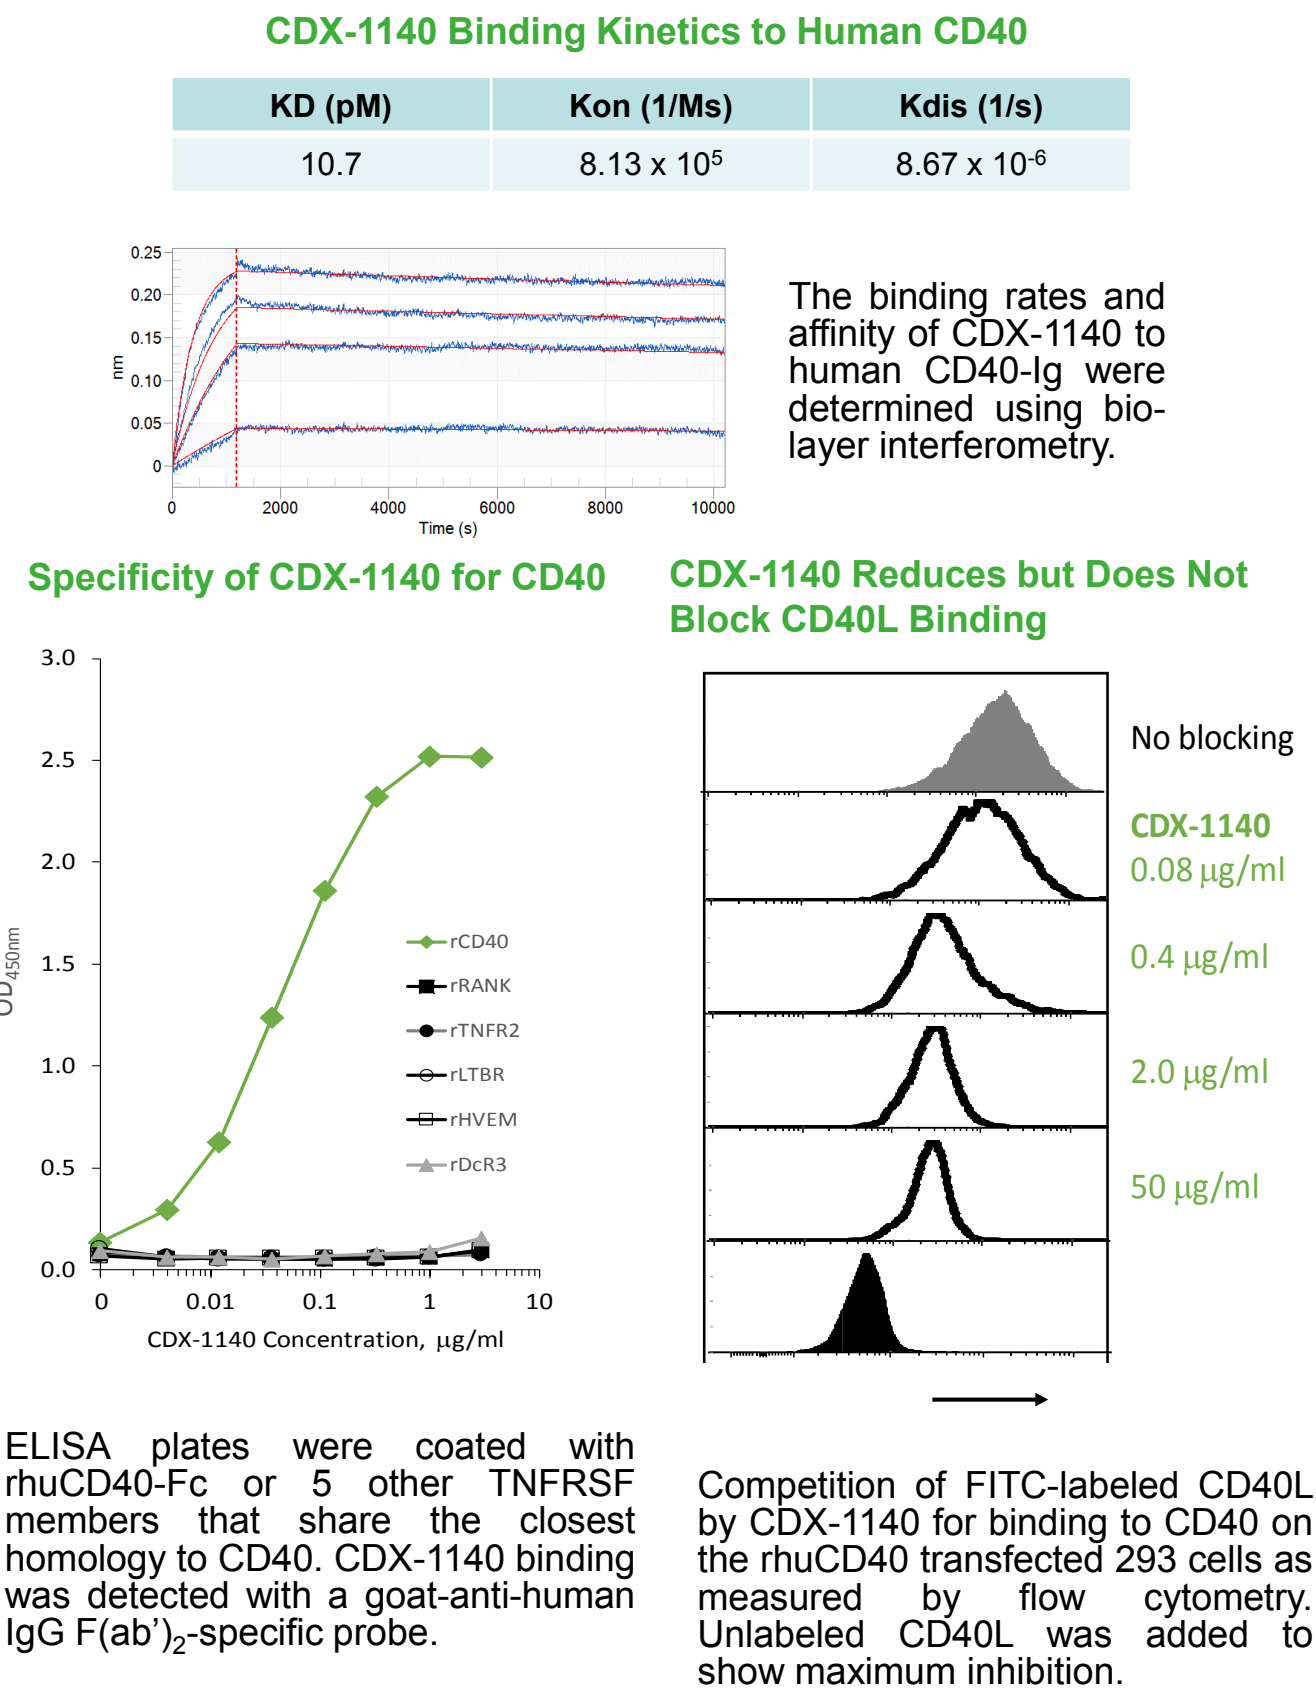 CDX-1140 Binding Kinetics to Human CD40
KD (pM) Kon (1/Ms) Kdis (1/s)
10.7 8.13 x 10⁵ 8.67 x 10⁻⁶
0.25
0.20
0.15
0.10
0.05
0
nm
0 2000 4000 6000 8000 10000
Time (s)
The binding rates and
affinity of CDX-1140 to
human CD40-Ig were
determined using bio-
layer interferometry.
Specificity of CDX-1140 for CD40
3.0
2.5
2.0
1.5
1.0
0.5
0.0
OD450nm
rCD40
rRANK
rTNFR2
rLTBR
rHVEM
rDcR3
0 0.01 0.1 1 10
CDX-1140 Concentration, µg/ml
ELISA plates were coated with
rhuCD40-Fc or 5 other TNFRSF
members that share the closest
homology to CD40. CDX-1140 binding
was detected with a goat-anti-human
IgG F(ab’)₂-specific probe.
CDX-1140 Reduces but Does Not
Block CD40L Binding
No blocking
CDX-1140
0.08 µg/ml
0.4 µg/ml
2.0 µg/ml
50 µg/ml
Competition of FITC-labeled CD40L
by CDX-1140 for binding to CD40 on
the rhuCD40 transfected 293 cells as
measured by flow cytometry.
Unlabeled CD40L was added to
show maximum inhibition.